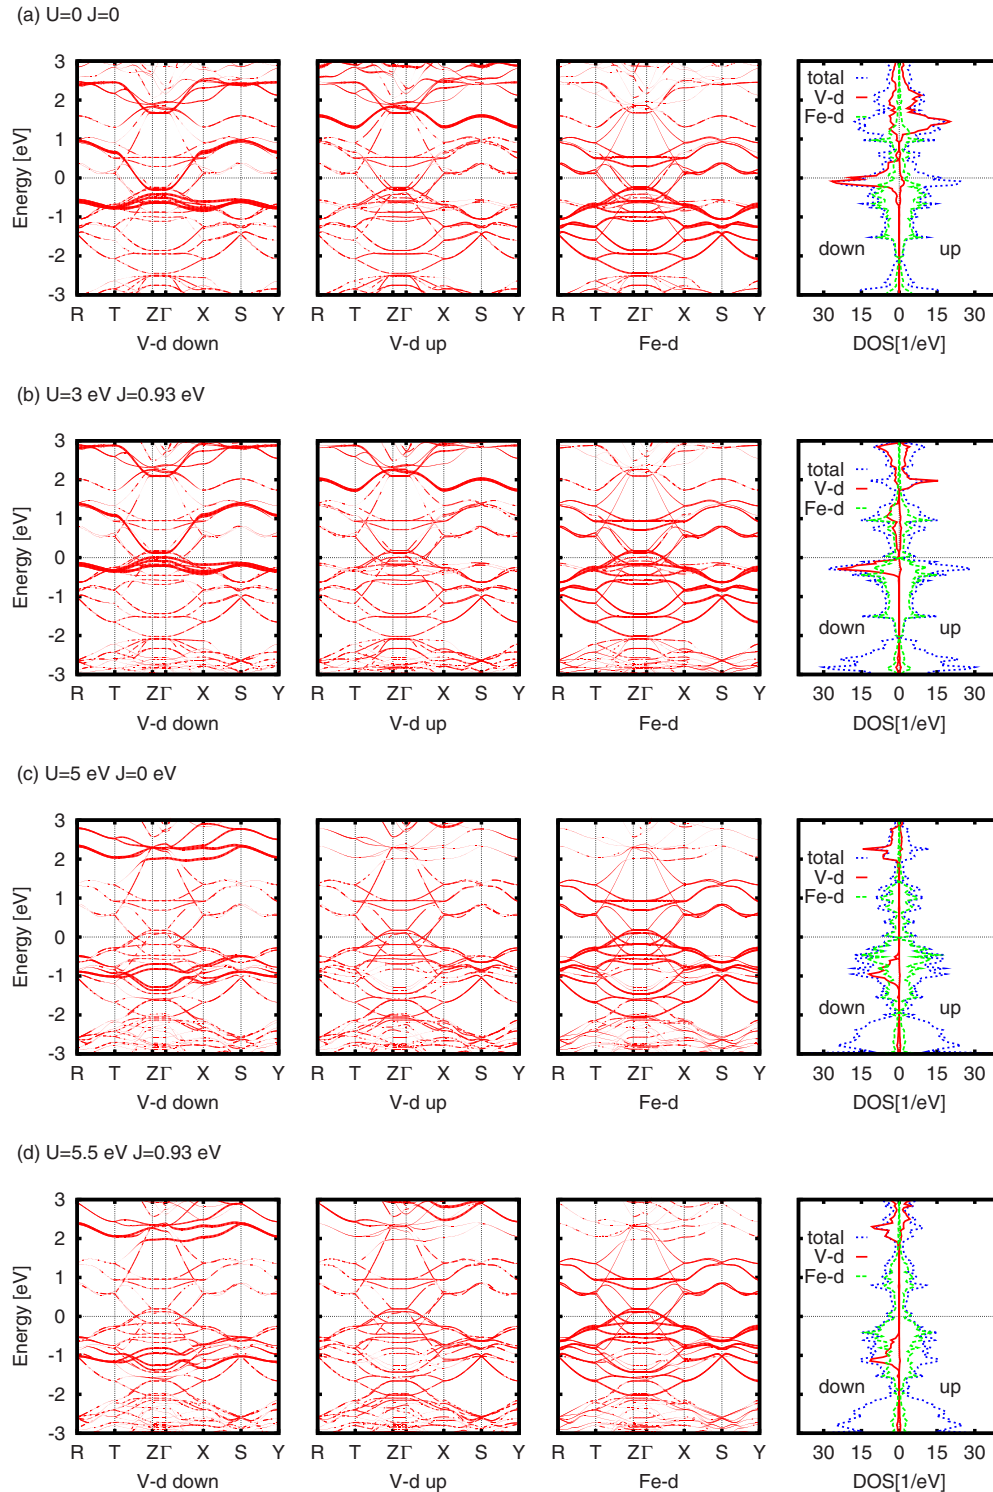 (a) U=0 J=0
Energy [eV]
3
2
1
0
-1
-2
-3
R T Z Γ X S Y
V-d down
R T Z Γ X S Y
V-d up
R T Z Γ X S Y
Fe-d
total
V-d
Fe-d
down up
30 15 0 15 30
DOS[1/eV]
(b) U=3 eV J=0.93 eV
Energy [eV]
3
2
1
0
-1
-2
-3
R T Z Γ X S Y
V-d down
R T Z Γ X S Y
V-d up
R T Z Γ X S Y
Fe-d
total
V-d
Fe-d
down up
30 15 0 15 30
DOS[1/eV]
(c) U=5 eV J=0 eV
Energy [eV]
3
2
1
0
-1
-2
-3
R T Z Γ X S Y
V-d down
R T Z Γ X S Y
V-d up
R T Z Γ X S Y
Fe-d
total
V-d
Fe-d
down up
30 15 0 15 30
DOS[1/eV]
(d) U=5.5 eV J=0.93 eV
Energy [eV]
3
2
1
0
-1
-2
-3
R T Z Γ X S Y
V-d down
R T Z Γ X S Y
V-d up
R T Z Γ X S Y
Fe-d
total
V-d
Fe-d
down up
30 15 0 15 30
DOS[1/eV]